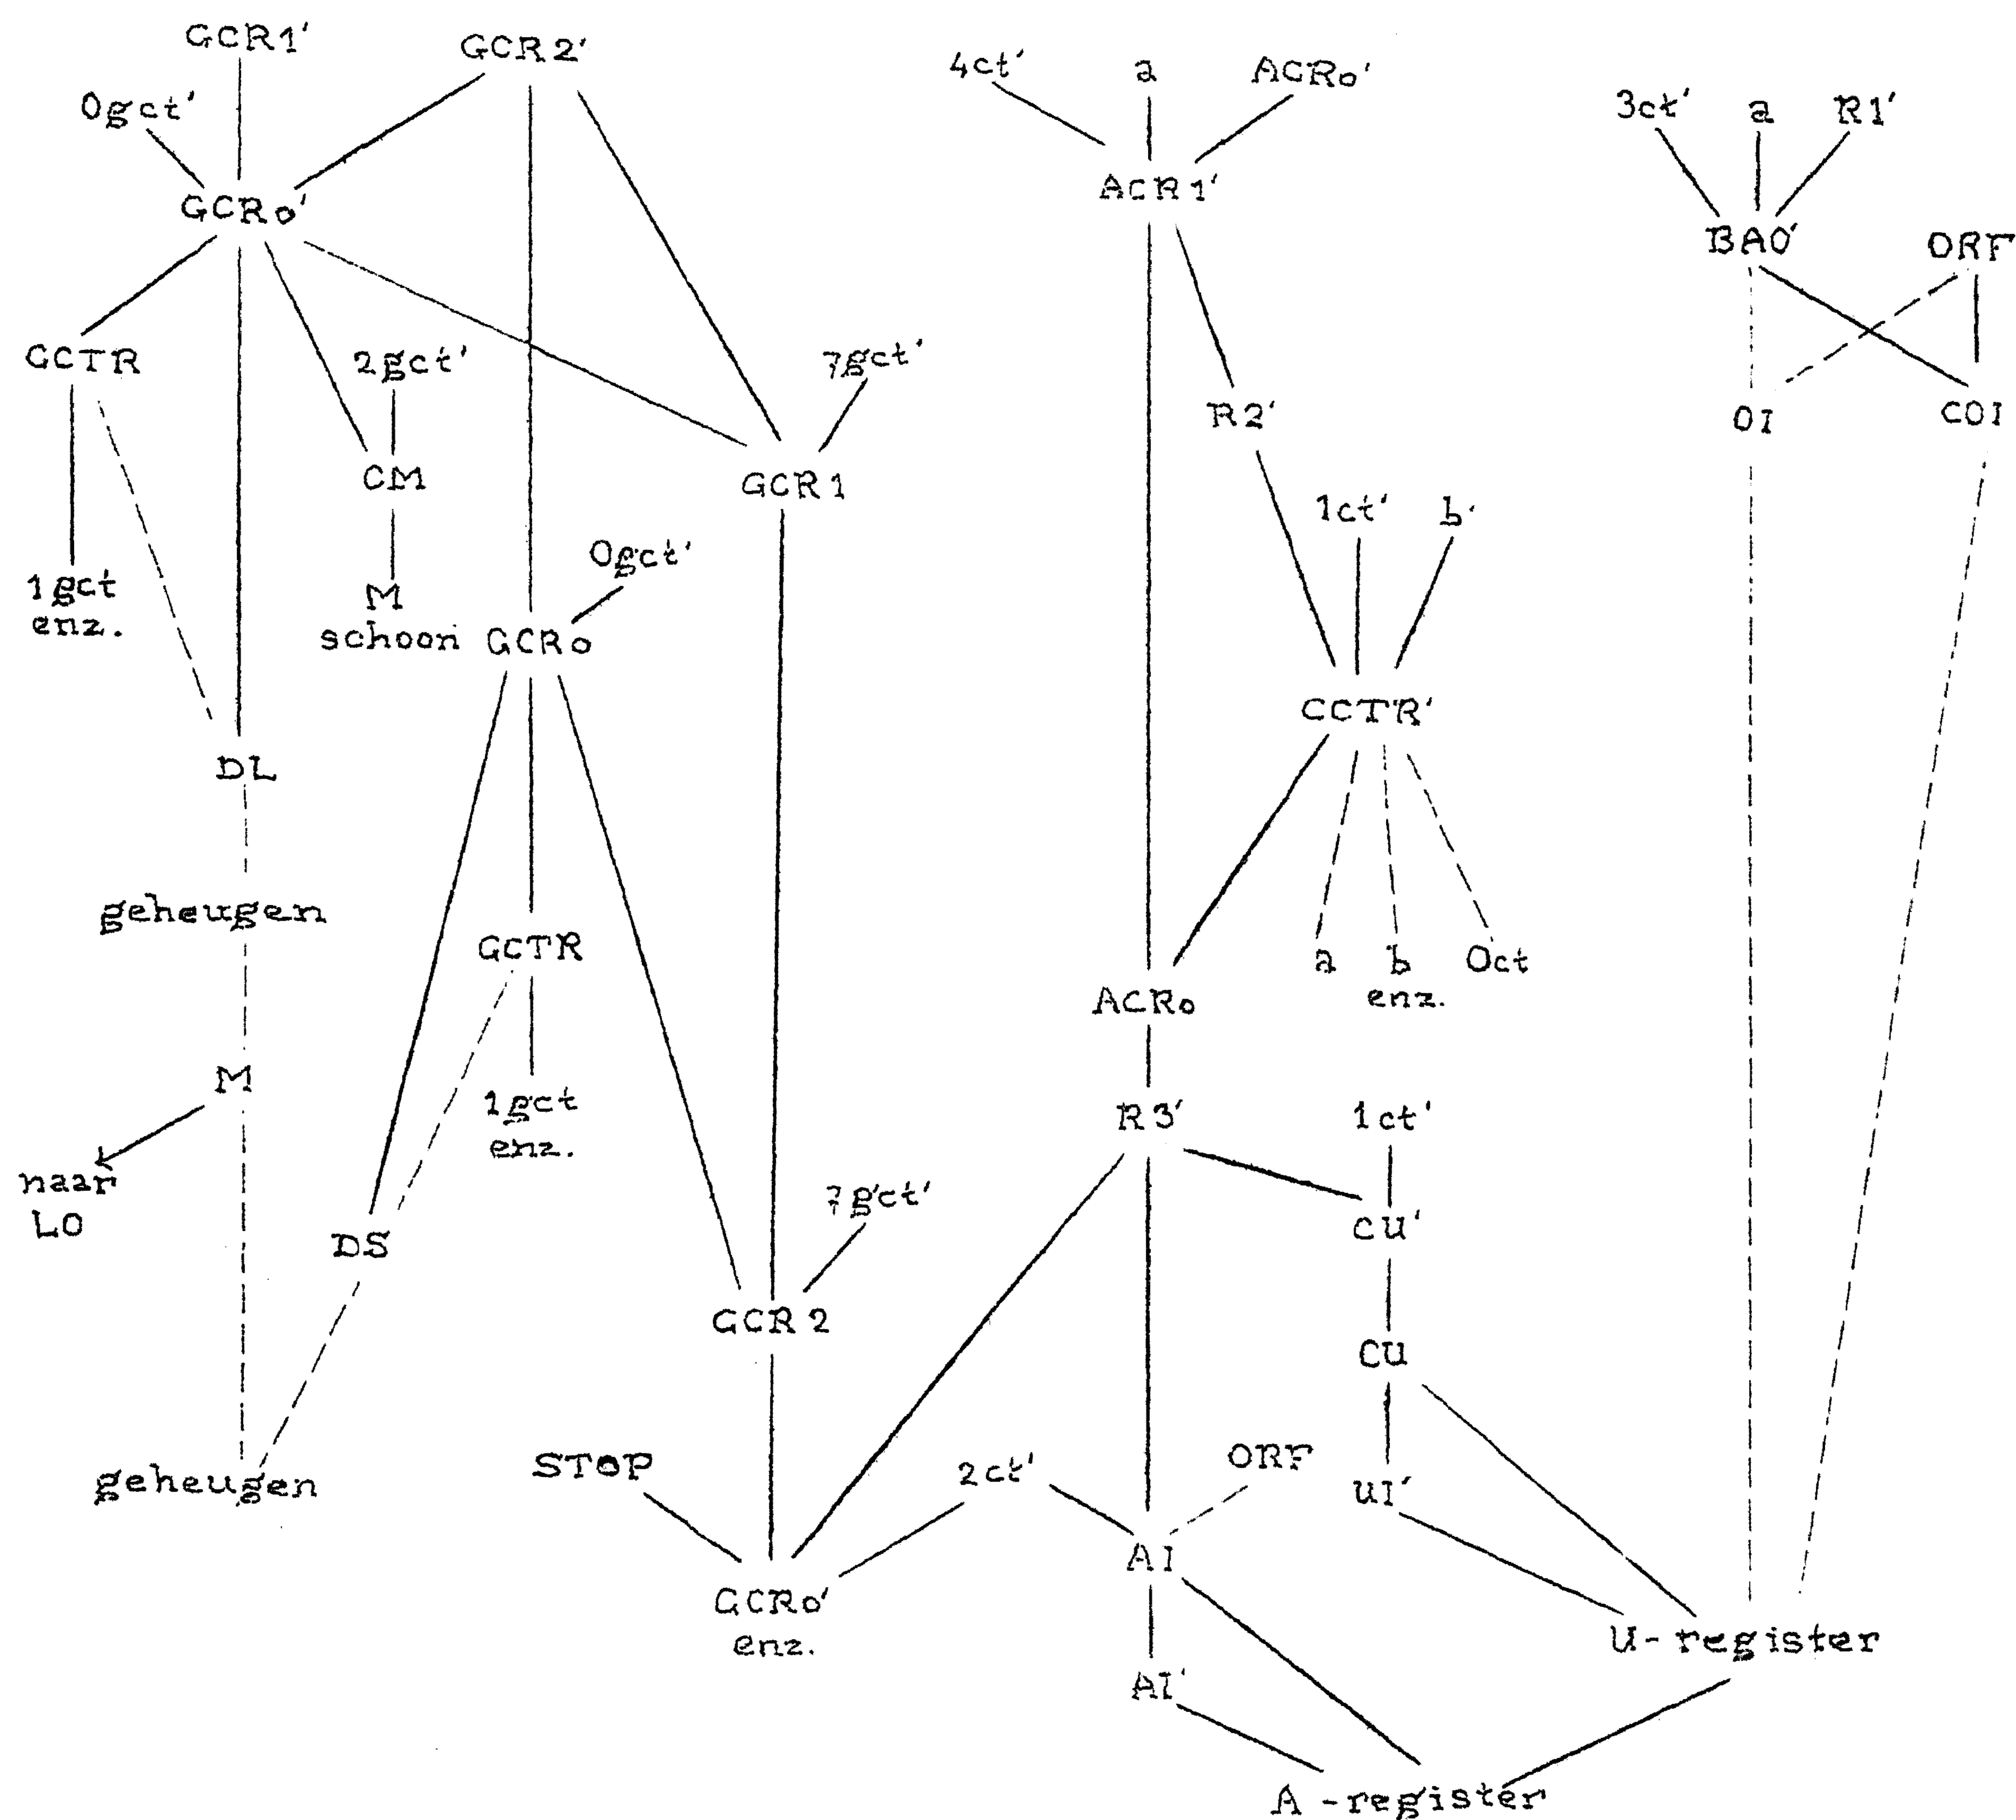 GCR1'
GCR2'
4ct'
a
ACRo'
0gct'
3ct'
a
R1'
GCRo'
ACR1'
BAO'
ORF
GCTR
2gct'
7gct'
R2'
OI
COI
CM
GCR1
1ct'
b'
0gct'
1gct
enz.
M
schoon
GCRo
CCTR'
DL
geheugen
GCTR
a
b
enz.
0ct
ACRo
M
1gct
enz.
R3'
1ct'
naar
LO
7gct'
CU'
DS
GCR2
CU
STOP
2ct'
ORF
UI'
geheugen
AI
GCRo'
enz.
U-register
AI'
A-register